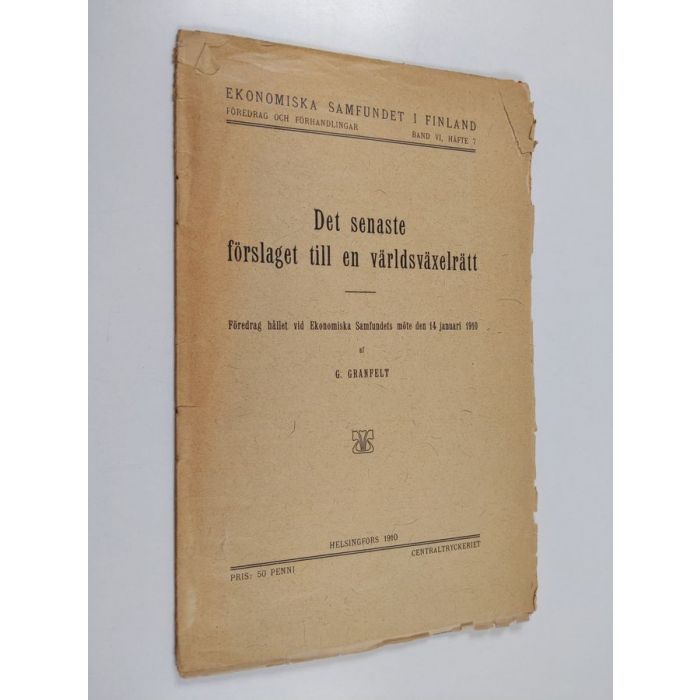 EKONOMISKA SAMFUNDET I FINLAND
FÖREDRAG OCH FÖRHANDLINGAR BAND VI, HÄFTE 7
Det senaste
förslaget till en världsväxelrätt
Föredrag hållet vid Ekonomiska Samfundets möte den 14 januari 1910
af
G. GRANFELT
HELSINGFORS 1910
CENTRALTRYCKERIET
PRIS: 50 PENNI